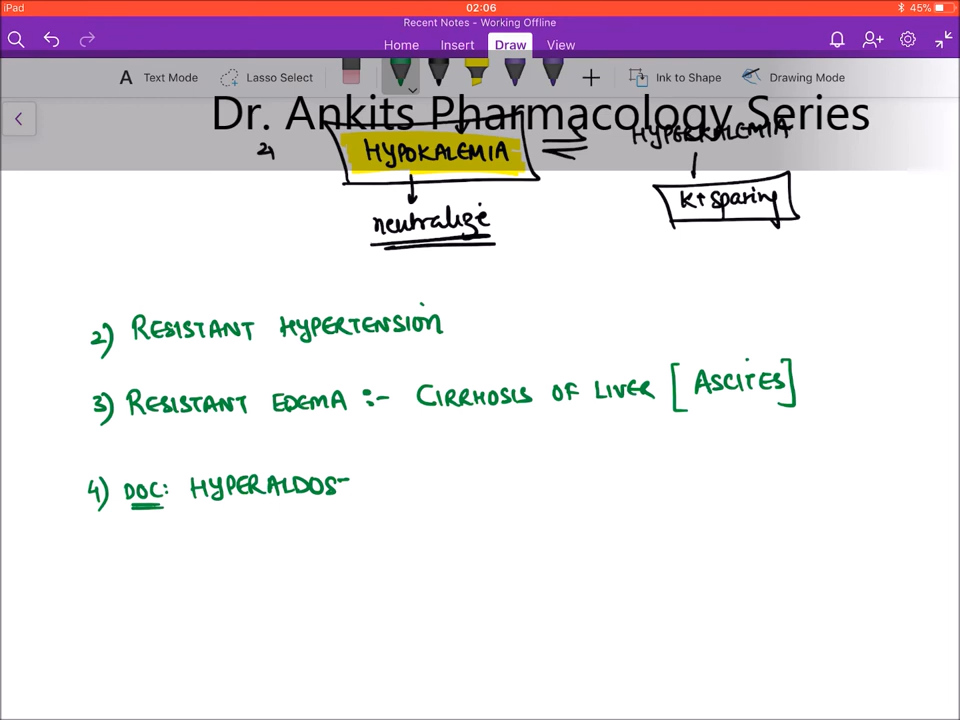 iPad 02:06 45%
Recent Notes - Working Offline
Home Insert Draw View
Text Mode Lasso Select Ink to Shape Drawing Mode
Dr. Ankits Pharmacology Series
HYPOKALEMIA HYPERKALEMIA
neutralize K+ sparing
2) RESISTANT HYPERTENSION
3) RESISTANT EDEMA :- CIRRHOSIS OF LIVER [ASCITES]
4) DOC: HYPERALDOS